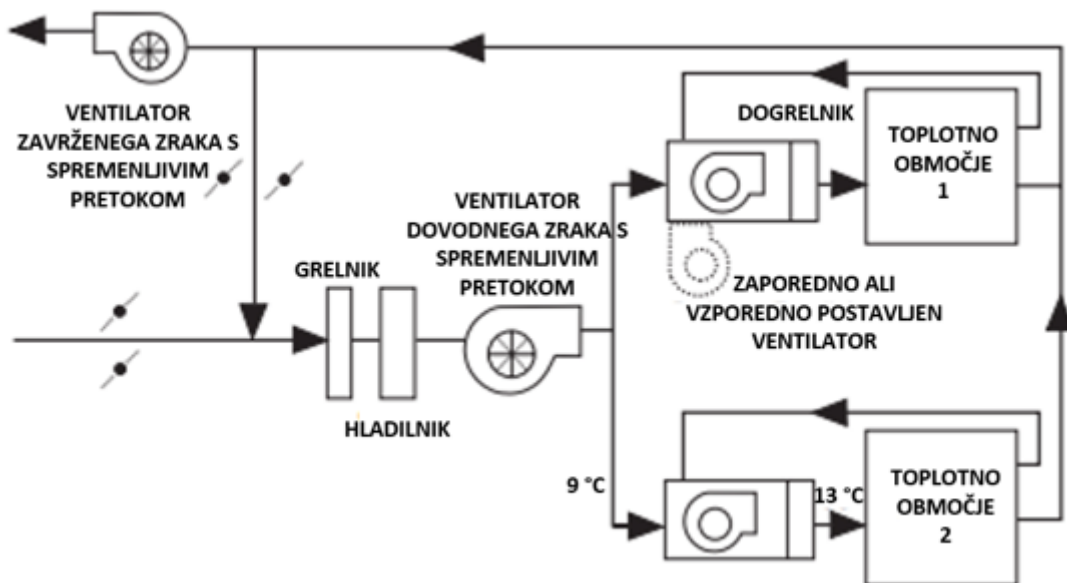 VENTILATOR
ZAVRŽENEGA ZRAKA S
SPREMENLJIVIM
PRETOKOM
DOGRELNIK
TOPLOTNO
OBMOČJE
1
VENTILATOR
DOVODNEGA ZRAKA S
SPREMENLJIVIM
PRETOKOM
GRELNIK
ZAPOREDNO ALI
VZPOREDNO POSTAVLJEN
VENTILATOR
HLADILNIK
9 °C
13 °C
TOPLOTNO
OBMOČJE
2